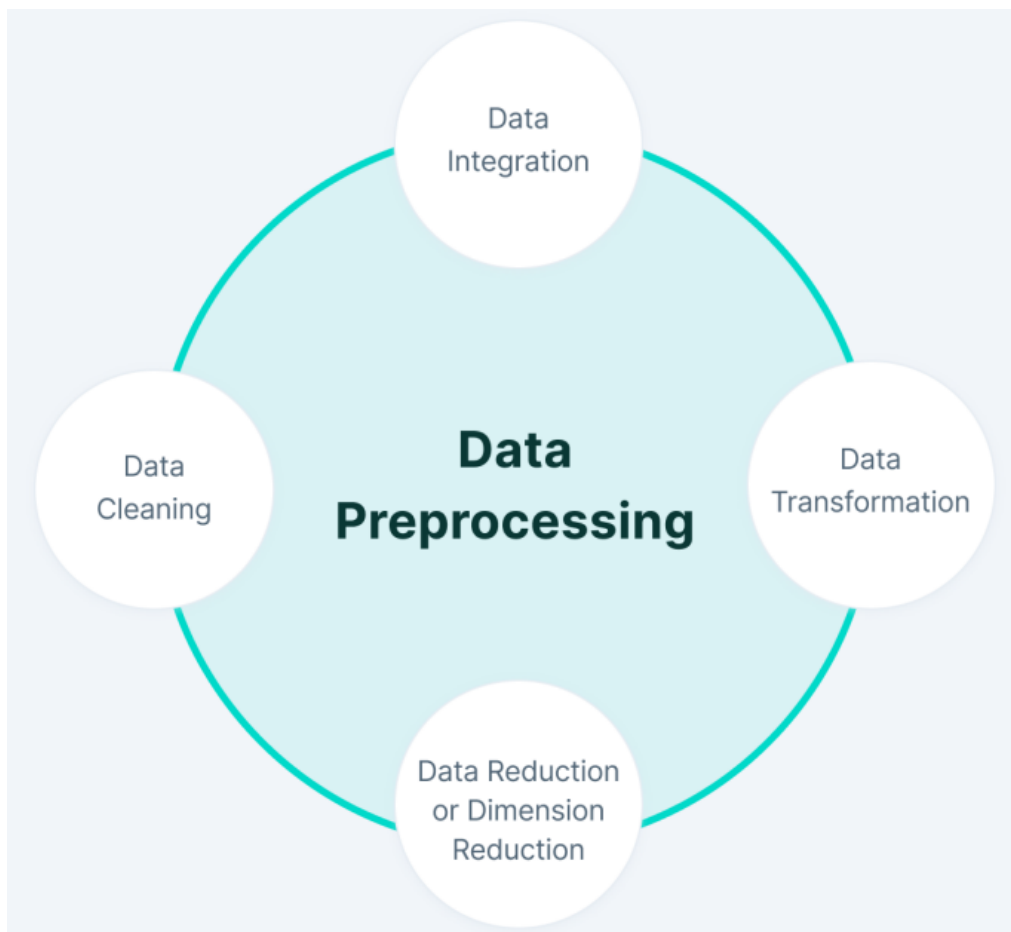 Data
Integration
Data
Cleaning
Data
Preprocessing
Data
Transformation
Data Reduction
or Dimension
Reduction